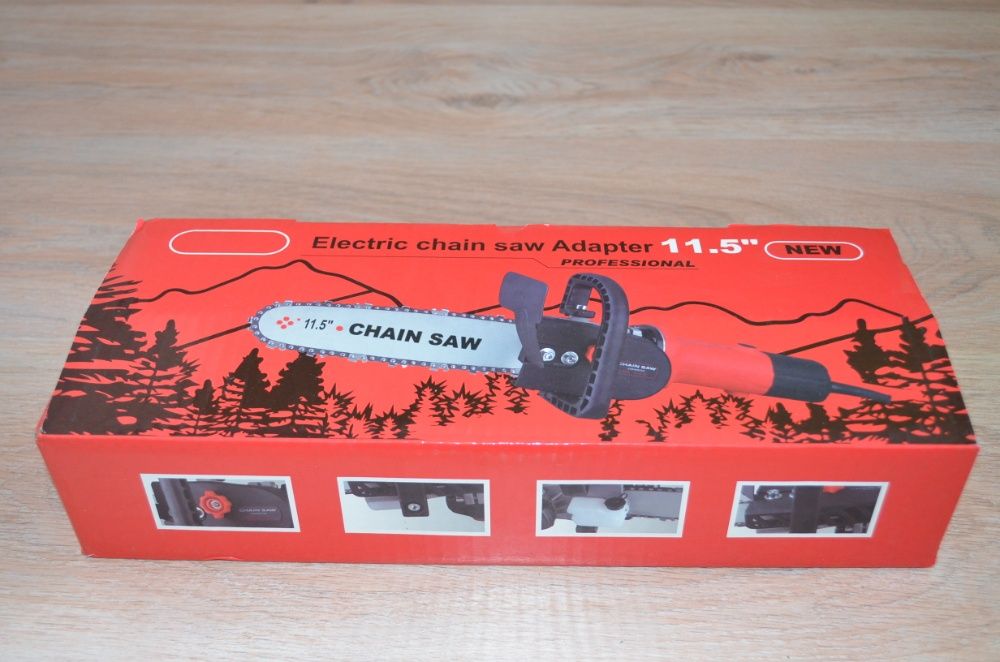 Electric chain saw Adapter 11.5" NEW
PROFESSIONAL
11.5" CHAIN SAW
CHAIN SAW
CHAIN SAW